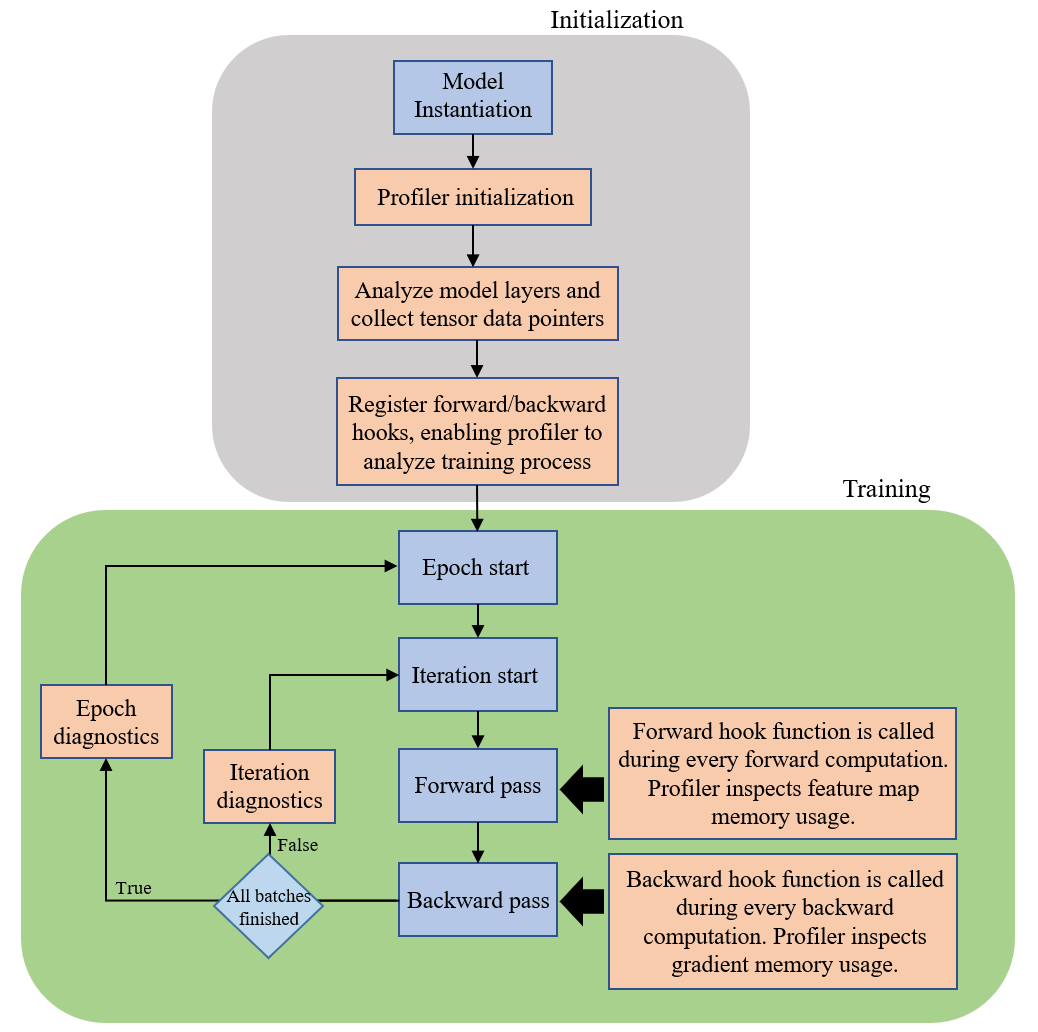 Initialization
Model
Instantiation
Profiler initialization
Analyze model layers and
collect tensor data pointers
Register forward/backward
hooks, enabling profiler to
analyze training process
Training
Epoch start
Iteration start
Epoch
diagnostics
Iteration
diagnostics
Forward pass
Forward hook function is called
during every forward computation.
Profiler inspects feature map
memory usage.
False
True
All batches
finished
Backward pass
Backward hook function is called
during every backward
computation. Profiler inspects
gradient memory usage.